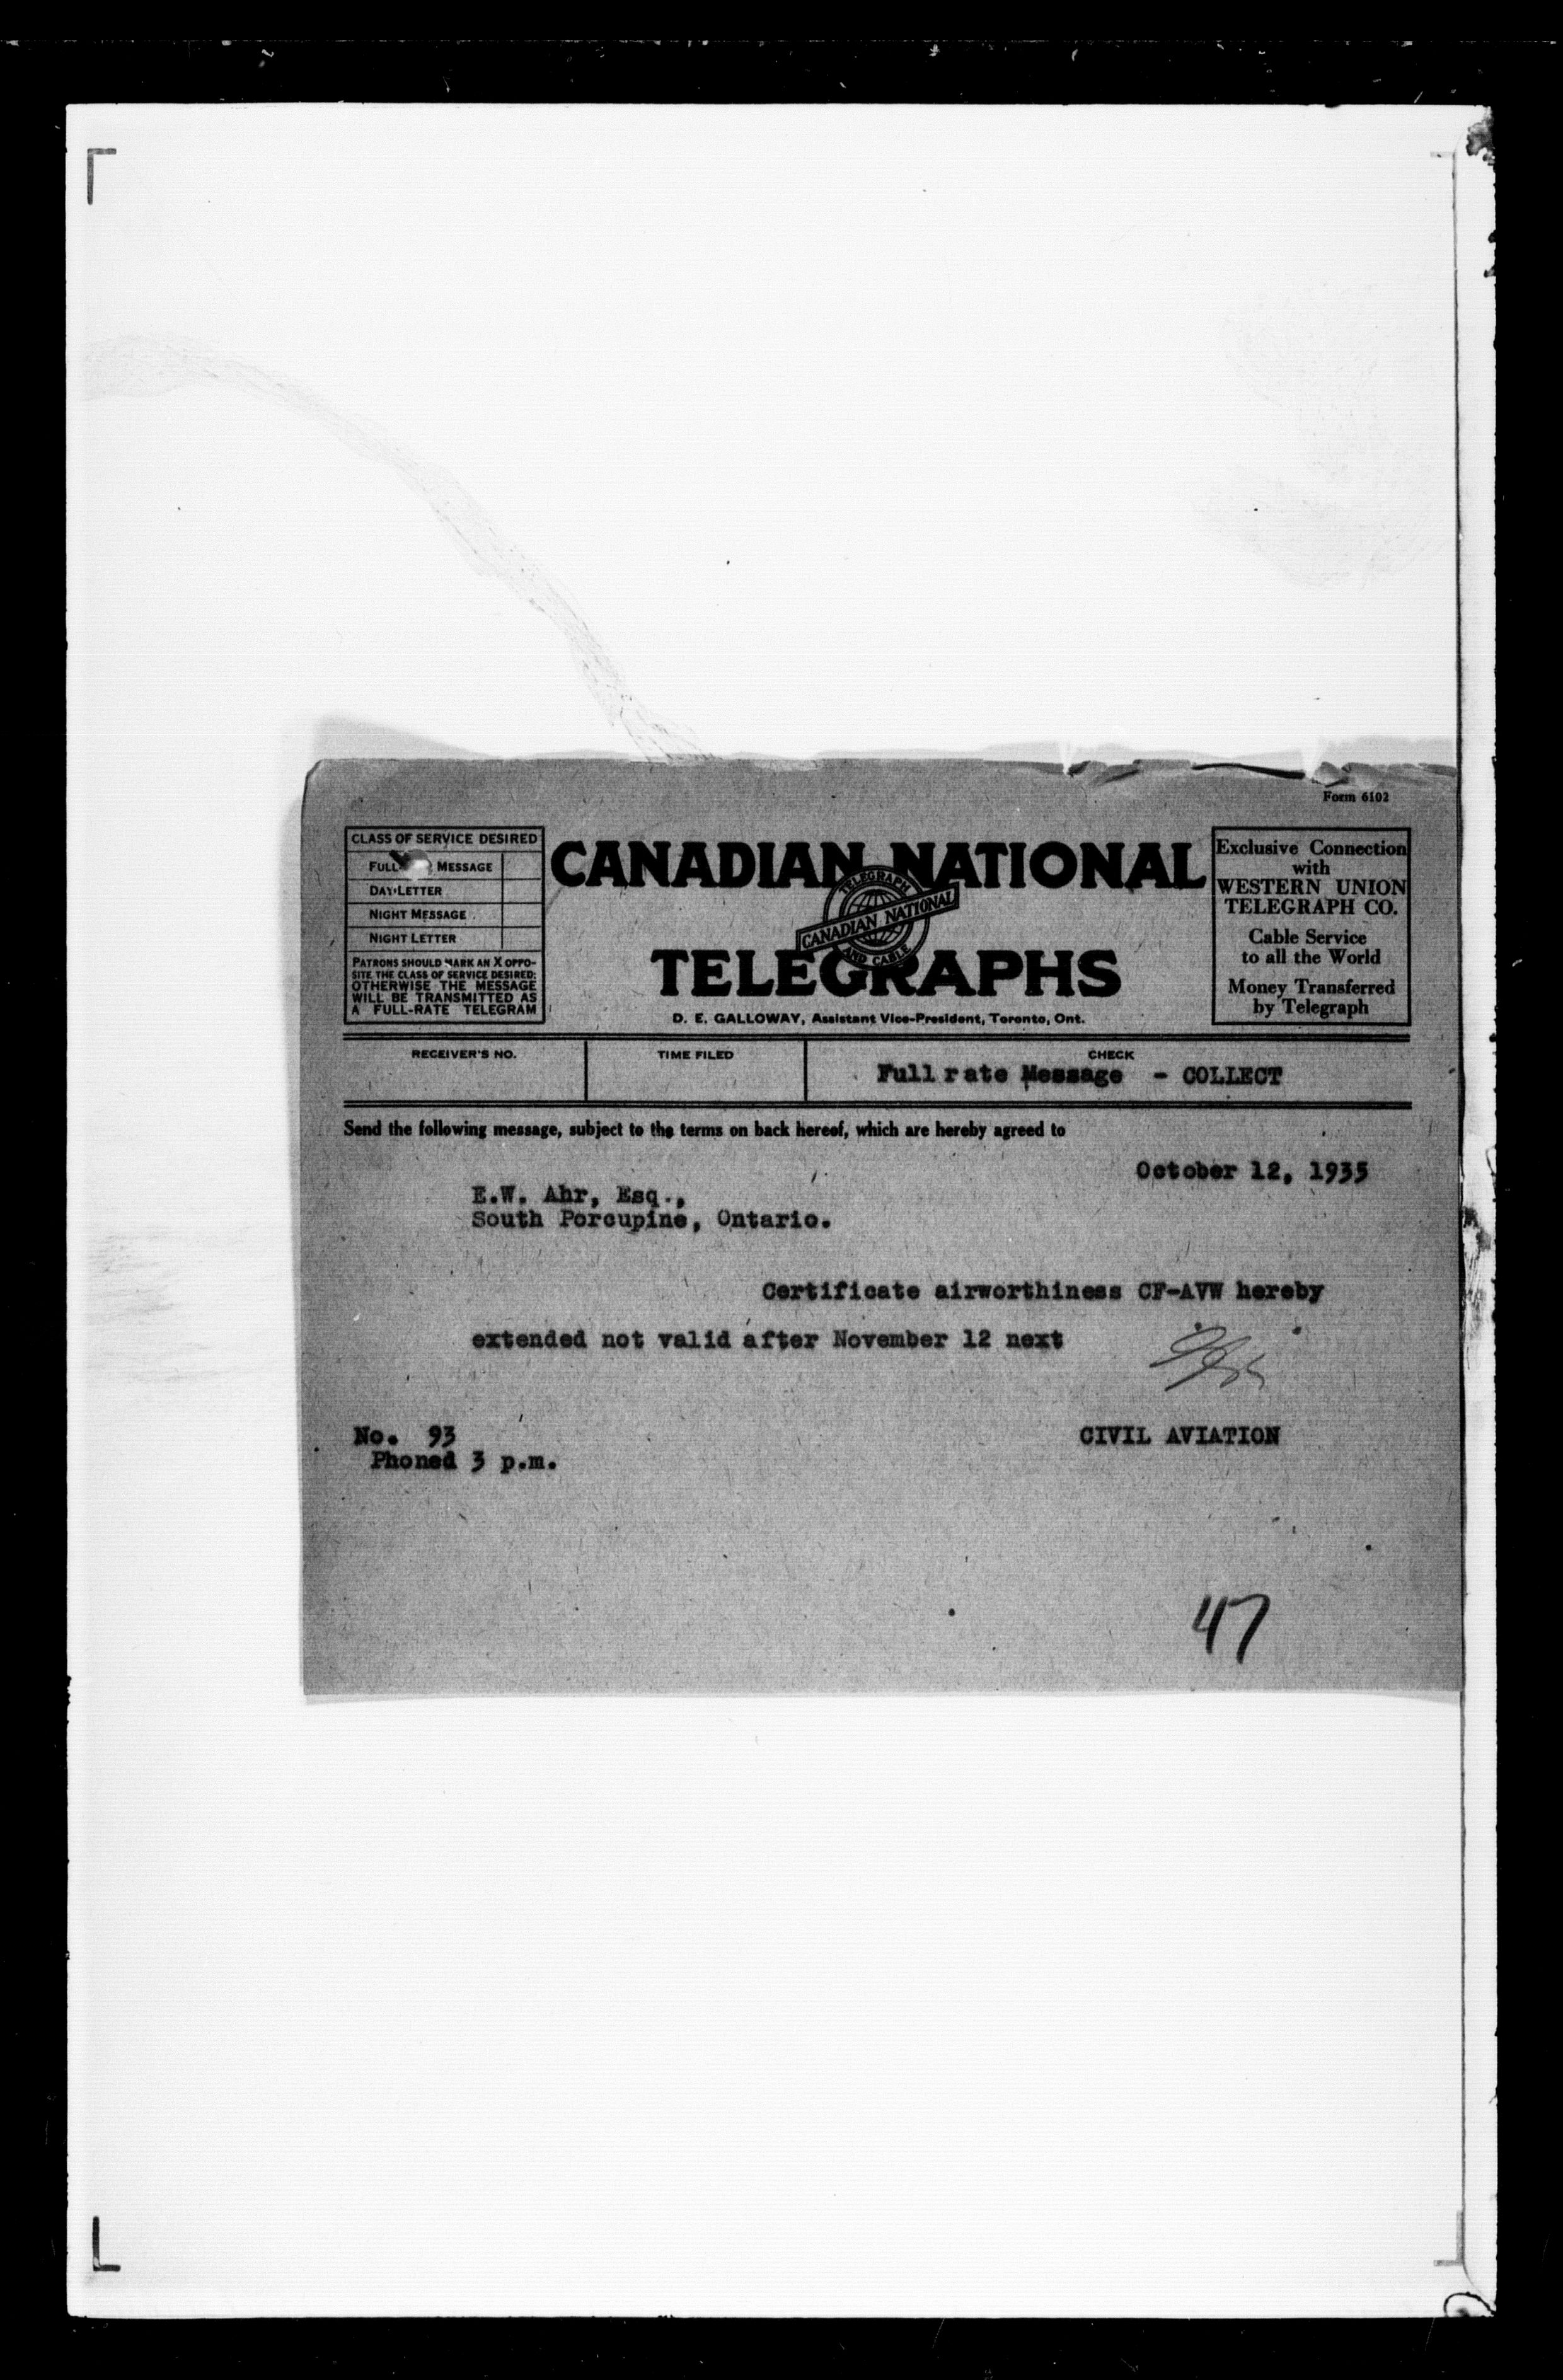 Form 6102
CLASS OF SERVICE DESIRED
FULL MESSAGE
DAY LETTER
NIGHT MESSAGE
NIGHT LETTER
PATRONS SHOULD MARK AN X OPPO-
SITE THE CLASS OF SERVICE DESIRED:
OTHERWISE THE MESSAGE
WILL BE TRANSMITTED AS
A FULL-RATE TELEGRAM
CANADIAN NATIONAL
TELEGRAPH
CANADIAN NATIONAL
AND CABLE
TELEGRAPHS
D. E. GALLOWAY, Assistant Vice-President, Toronto, Ont.
Exclusive Connection
with
WESTERN UNION
TELEGRAPH CO.
Cable Service
to all the World
Money Transferred
by Telegraph
RECEIVER'S NO.
TIME FILED
CHECK
Full rate Message - COLLECT
Send the following message, subject to the terms on back hereof, which are hereby agreed to
October 12, 1935
E.W. Ahr, Esq.,
South Porcupine, Ontario.
Certificate airworthiness CF-AVW hereby
extended not valid after November 12 next
No. 93
CIVIL AVIATION
Phoned 3 p.m.
47